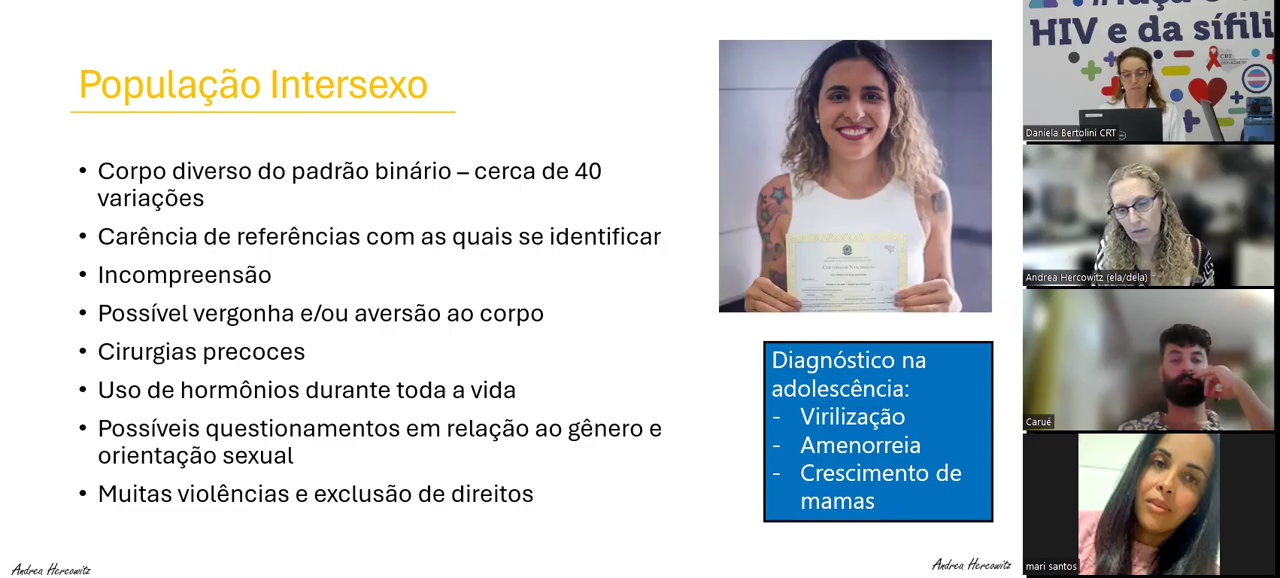 População Intersexo
• Corpo diverso do padrão binário – cerca de 40
variações
• Carência de referências com as quais se identificar
• Incompreensão
• Possível vergonha e/ou aversão ao corpo
• Cirurgias precoces
• Uso de hormônios durante toda a vida
• Possíveis questionamentos em relação ao gênero e
orientação sexual
• Muitas violências e exclusão de direitos
Diagnóstico na
adolescência:
- Virilização
- Amenorreia
- Crescimento de
mamas
Andrea Hercowitz
Andrea Hercowitz
HIV e da sífili
CRT
Daniela Bertolini CRT
Andrea Hercowitz (ela/dela)
Carué
mari santos